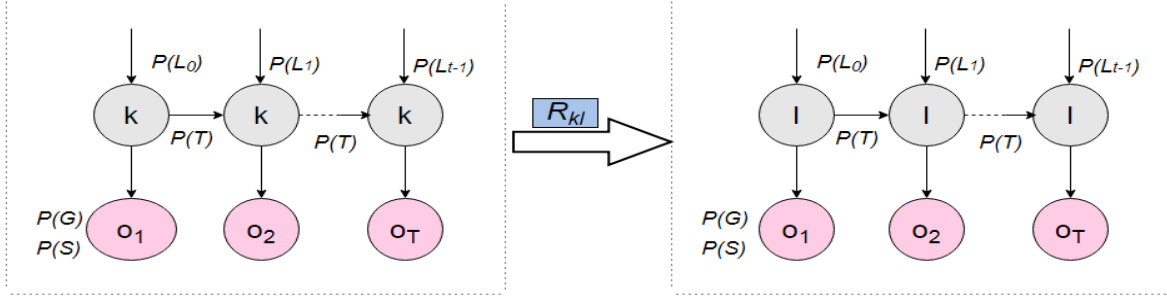 P(L0) P(L1) P(Lt-1)
k k k
P(T) P(T)
P(G) o1 o2 oT
P(S)
Rkl
P(L0) P(L1) P(Lt-1)
l l l
P(T) P(T)
P(G) o1 o2 oT
P(S)